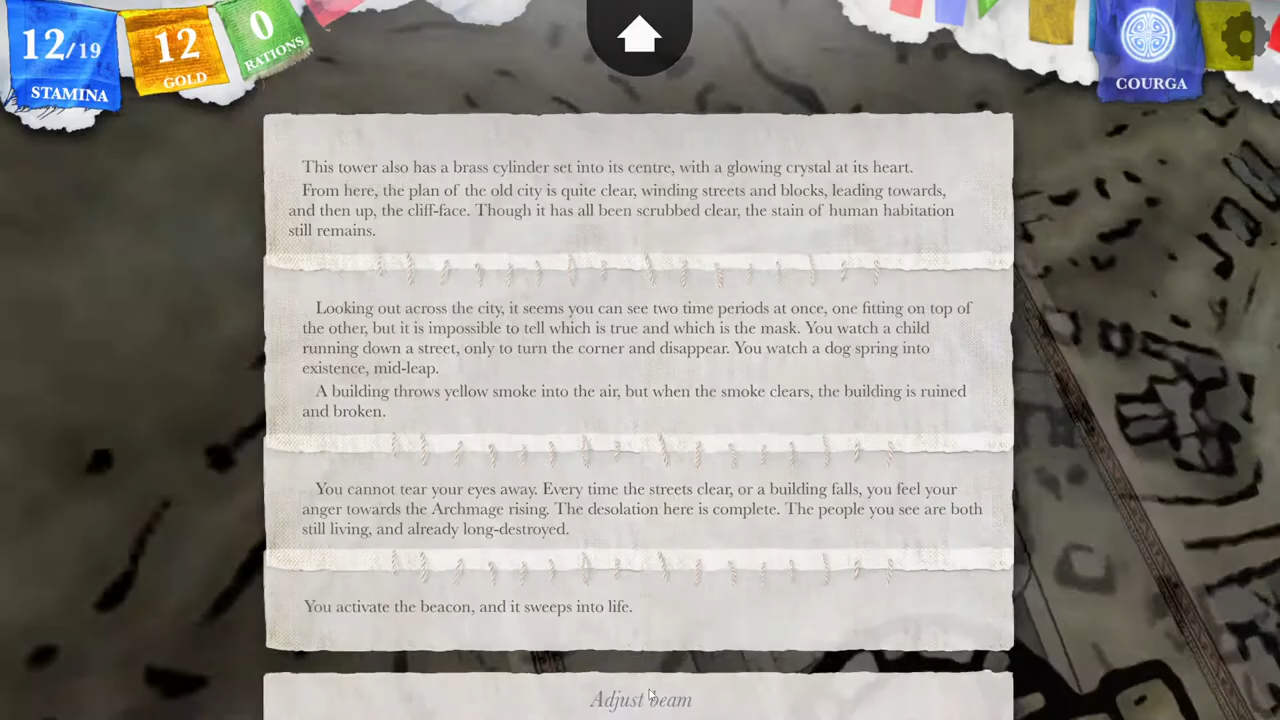 12/19
STAMINA
12
GOLD
0
RATIONS
COURGA
This tower also has a brass cylinder set into its centre, with a glowing crystal at its heart.
From here, the plan of the old city is quite clear, winding streets and blocks, leading towards,
and then up, the cliff-face. Though it has all been scrubbed clear, the stain of human habitation
still remains.
Looking out across the city, it seems you can see two time periods at once, one fitting on top of
the other, but it is impossible to tell which is true and which is the mask. You watch a child
running down a street, only to turn the corner and disappear. You watch a dog spring into
existence, mid-leap.
A building throws yellow smoke into the air, but when the smoke clears, the building is ruined
and broken.
You cannot tear your eyes away. Every time the streets clear, or a building falls, you feel your
anger towards the Archmage rising. The desolation here is complete. The people you see are both
still living, and already long-destroyed.
You activate the beacon, and it sweeps into life.
Adjust beam